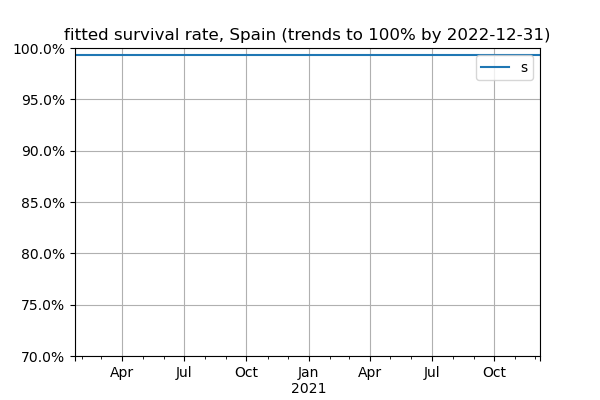 fitted survival rate, Spain (trends to 100% by 2022-12-31)
100.0%
s
95.0%
90.0%
85.0%
80.0%
75.0%
70.0%
Apr Jul Oct Jan Apr Jul Oct
2021